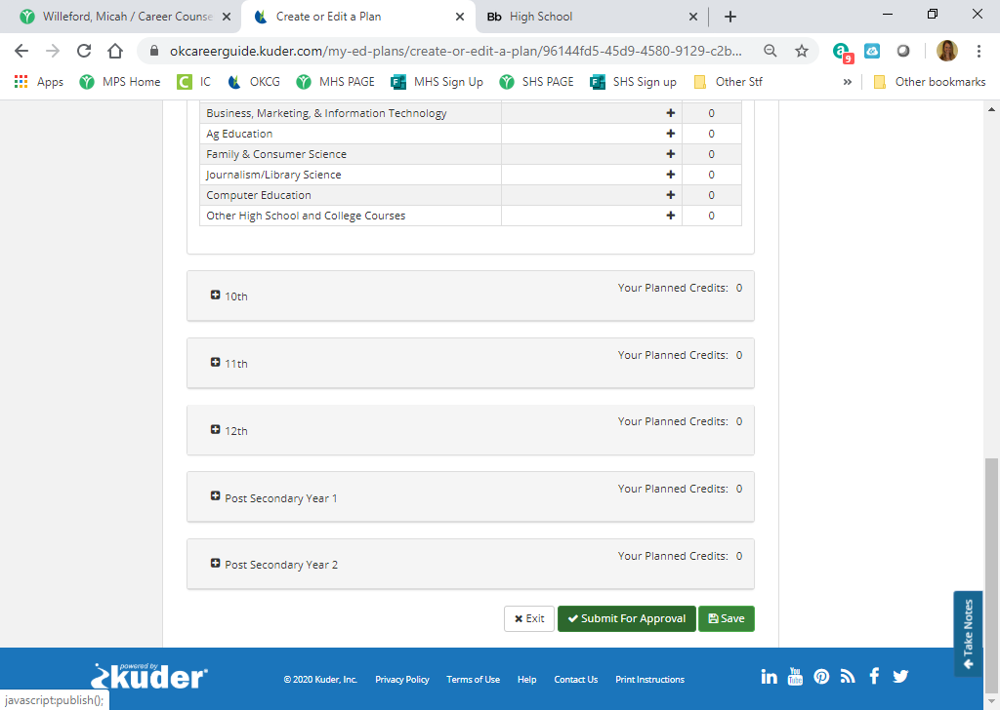 Willeford, Micah / Career Counse
Create or Edit a Plan
Bb High School
okcareerguide.kuder.com/my-ed-plans/create-or-edit-a-plan/96144fd5-45d9-4580-9129-c2b...
a 9
Apps MPS Home C IC OKCG MHS PAGE MHS Sign Up SHS PAGE SHS Sign up Other Stf » Other bookmarks
Business, Marketing, & Information Technology 0
Ag Education 0
Family & Consumer Science 0
Journalism/Library Science 0
Computer Education 0
Other High School and College Courses 0
10th Your Planned Credits: 0
11th Your Planned Credits: 0
12th Your Planned Credits: 0
Post Secondary Year 1 Your Planned Credits: 0
Post Secondary Year 2 Your Planned Credits: 0
Exit Submit For Approval Save
Take Notes
powered by
kuder
© 2020 Kuder, Inc. Privacy Policy Terms of Use Help Contact Us Print Instructions
in You Tube
javascript:publish();